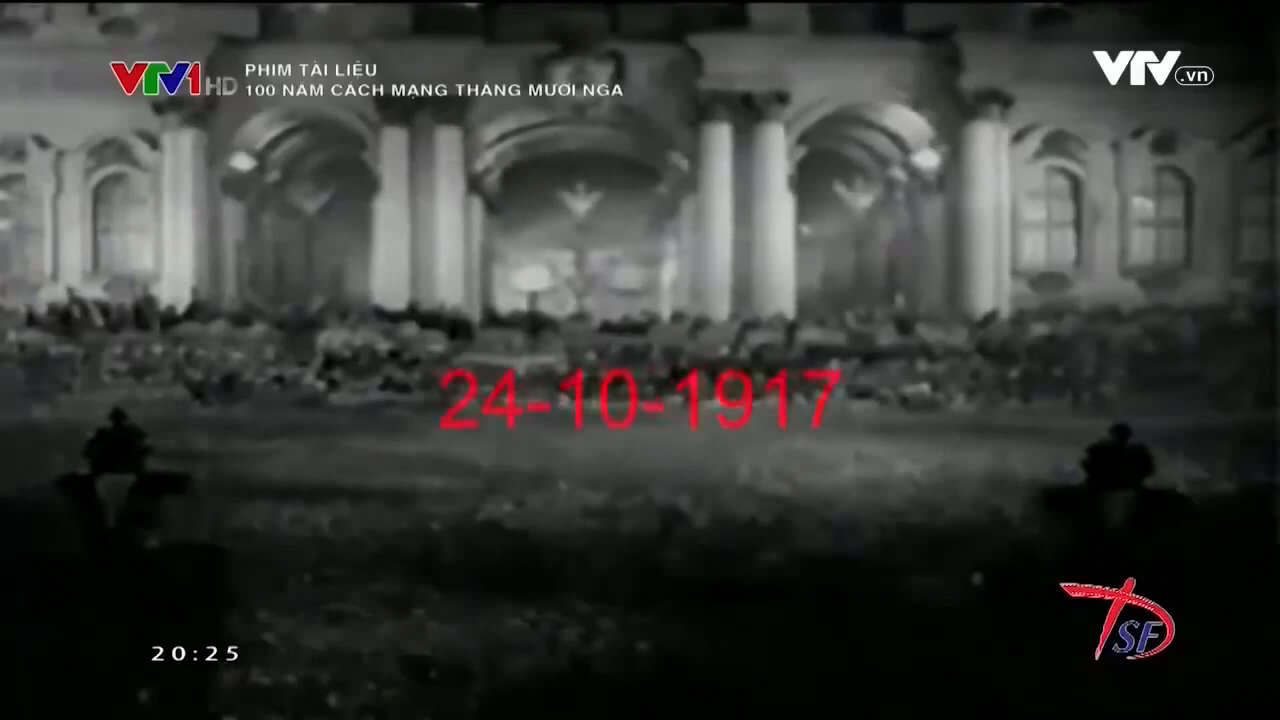 VTV1 HD
PHIM TÀI LIỆU
100 NĂM CÁCH MẠNG THÁNG MƯỜI NGA
VTV.vn
24-10-1917
20:25
DSF